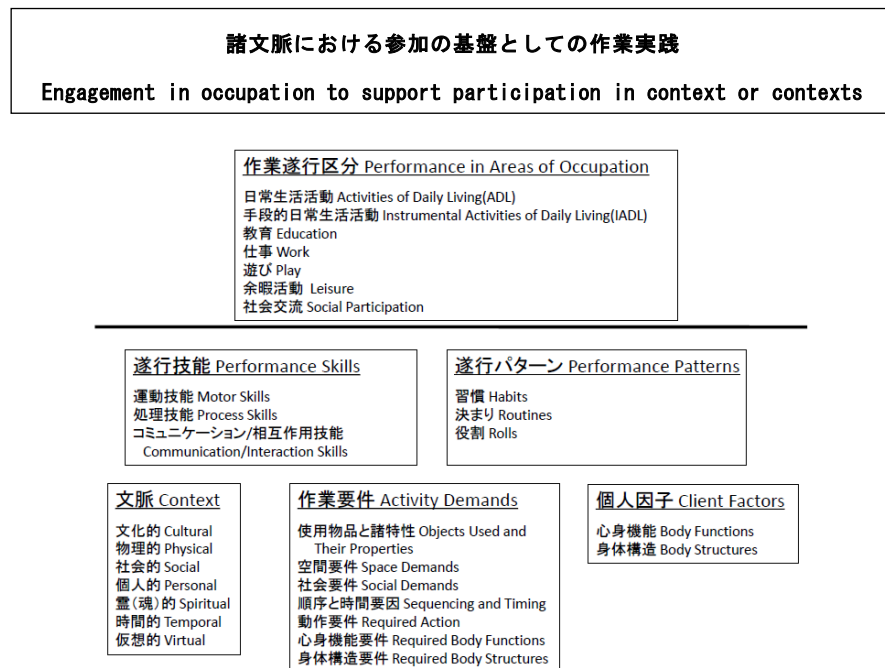 諸文脈における参加の基盤としての作業実践
Engagement in occupation to support participation in context or contexts
作業遂行区分 Performance in Areas of Occupation
日常生活活動 Activities of Daily Living(ADL)
手段的日常生活活動 Instrumental Activities of Daily Living(IADL)
教育 Education
仕事 Work
遊び Play
余暇活動 Leisure
社会交流 Social Participation
遂行技能 Performance Skills
運動技能 Motor Skills
処理技能 Process Skills
コミュニケーション/相互作用技能
Communication/Interaction Skills
遂行パターン Performance Patterns
習慣 Habits
決まり Routines
役割 Rolls
文脈 Context
文化的 Cultural
物理的 Physical
社会的 Social
個人的 Personal
霊(魂)的 Spiritual
時間的 Temporal
仮想的 Virtual
作業要件 Activity Demands
使用物品と諸特性 Objects Used and
Their Properties
空間要件 Space Demands
社会要件 Social Demands
順序と時間要因 Sequencing and Timing
動作要件 Required Action
心身機能要件 Required Body Functions
身体構造要件 Required Body Structures
個人因子 Client Factors
心身機能 Body Functions
身体構造 Body Structures